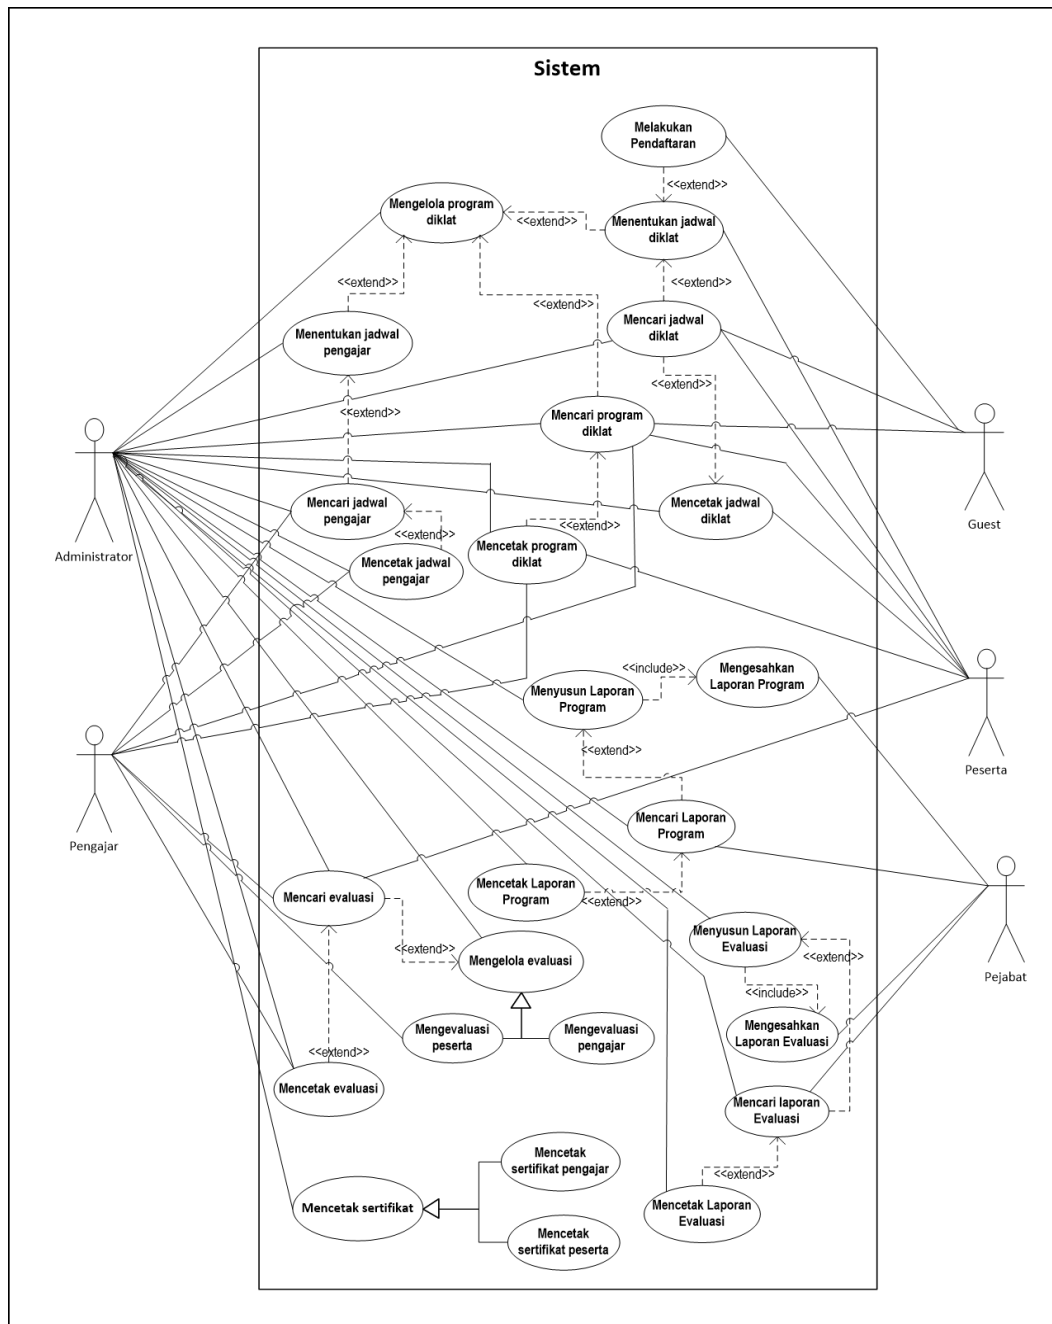 Sistem
Melakukan
Pendaftaran
<<extend>>
Mengelola program
diklat
<<extend>>
Menentukan jadwal
diklat
<<extend>>
<<extend>>
<<extend>>
Menentukan jadwal
pengajar
Mencari jadwal
diklat
<<extend>>
<<extend>>
Mencari program
diklat
Administrator
Mencari jadwal
pengajar
<<extend>>
<<extend>>
Mencetak jadwal
diklat
Guest
Mencetak jadwal
pengajar
Mencetak program
diklat
<<include>>
Mengesahkan
Laporan Program
Menyusun Laporan
Program
<<extend>>
Peserta
Pengajar
Mencari Laporan
Program
Mencari evaluasi
Mencetak Laporan
Program
<<extend>>
Pejabat
<<extend>>
Mengelola evaluasi
Menyusun Laporan
Evaluasi
<<extend>>
<<include>>
Mengevaluasi
peserta
Mengevaluasi
pengajar
Mengesahkan
Laporan Evaluasi
<<extend>>
Mencetak evaluasi
Mencari laporan
Evaluasi
Mencetak
sertifikat pengajar
<<extend>>
Mencetak sertifikat
Mencetak Laporan
Evaluasi
Mencetak
sertifikat peserta